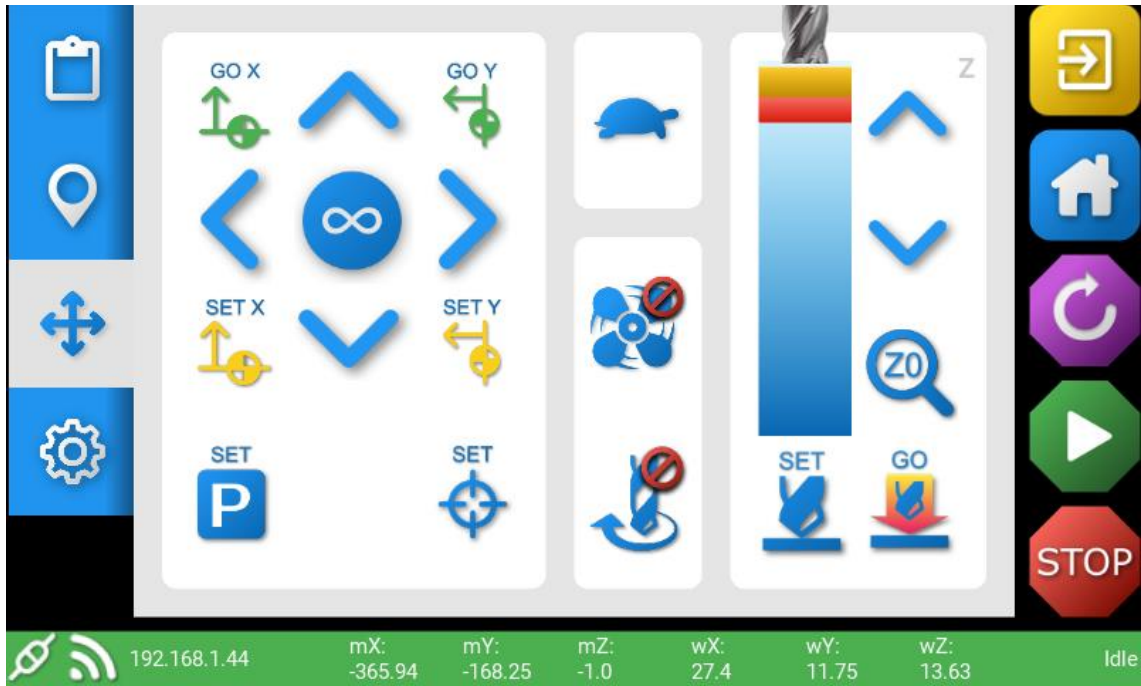 GO X
GO Y
SET X
SET Y
SET
P
SET
Z
Z0
SET
GO
STOP
192.168.1.44
mX:
-365.94
mY:
-168.25
mZ:
-1.0
wX:
27.4
wY:
11.75
wZ:
13.63
Idle